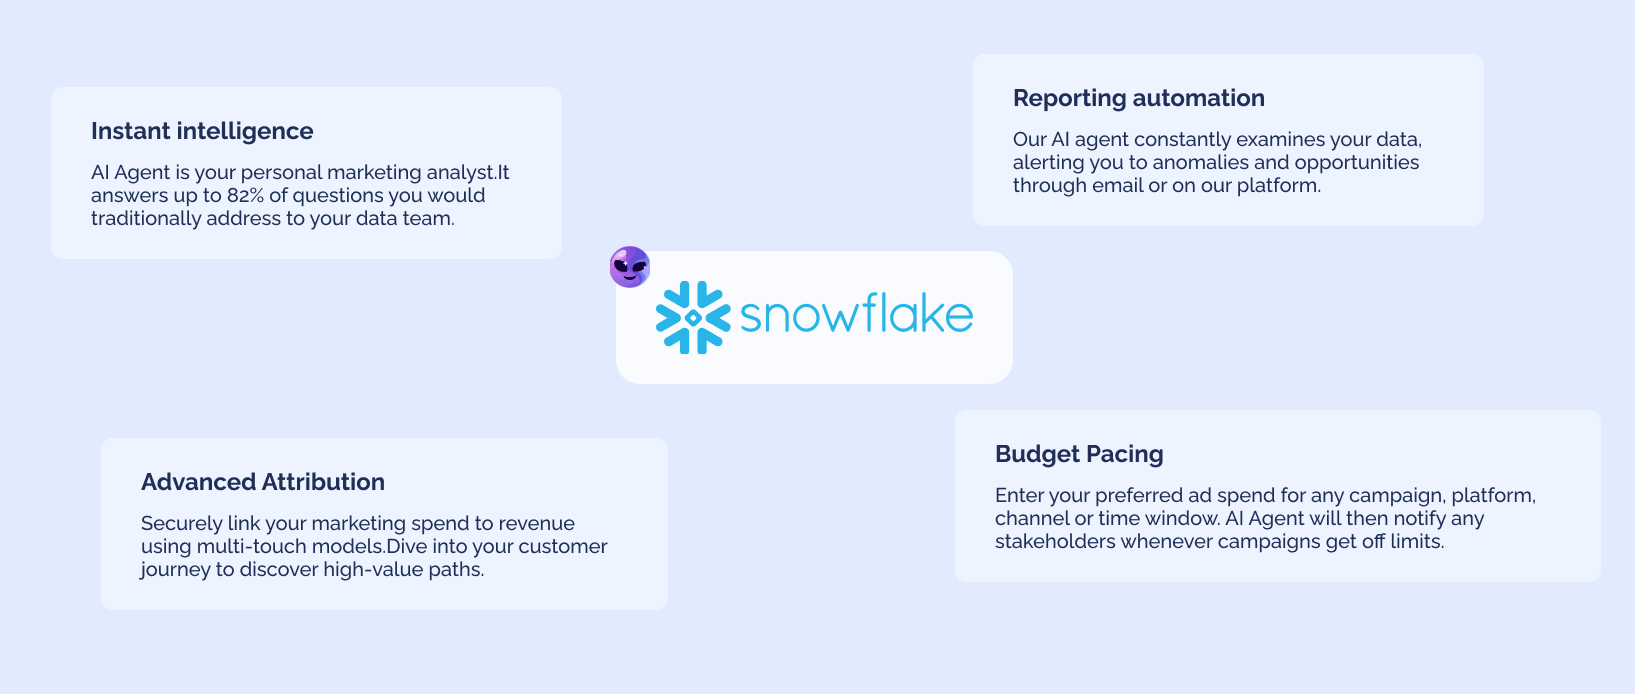 Instant intelligence
AI Agent is your personal marketing analyst.It
answers up to 82% of questions you would
traditionally address to your data team.
Reporting automation
Our AI agent constantly examines your data,
alerting you to anomalies and opportunities
through email or on our platform.
snowflake
Advanced Attribution
Securely link your marketing spend to revenue
using multi-touch models.Dive into your customer
journey to discover high-value paths.
Budget Pacing
Enter your preferred ad spend for any campaign, platform,
channel or time window. AI Agent will then notify any
stakeholders whenever campaigns get off limits.